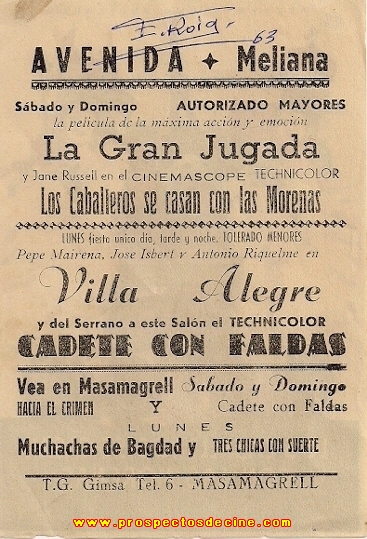 E. Roig.
63
AVENIDA ✦ Meliana
Sábado y Domingo AUTORIZADO MAYORES
la película de la máxima acción y emoción
La Gran Jugada
y Jane Russell en el CINEMASCOPE TECHNICOLOR
Los Caballeros se casan con las Morenas
LUNES fiesta unico día, tarde y noche, TOLERADO MENORES
Pepe Mairena, Jose Isbert y Antonio Riquelme en
Villa Alegre
y del Serrano a este Salón el TECHNICOLOR
CADETE CON FALDAS
Vea en Masamagrell Sabado y Domingo
HACIA EL CRIMEN Y Cadete con Faldas
LUNES
Muchachas de Bagdad y TRES CHICAS CON SUERTE
T.G. Gimsa Tel. 6 - MASAMAGRELL
www.prospectosdecine.com